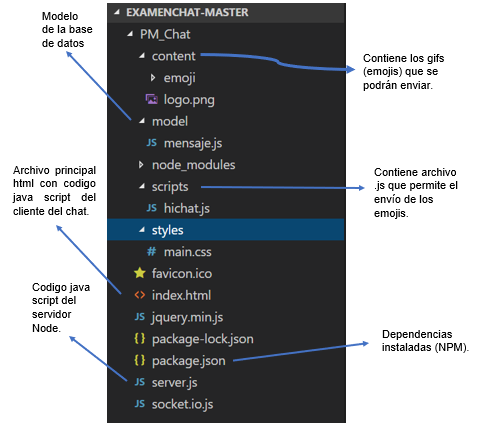 EXAMENCHAT-MASTER
PM_Chat
content
emoji
logo.png
model
mensaje.js
node_modules
scripts
hichat.js
styles
main.css
favicon.ico
index.html
jquery.min.js
package-lock.json
package.json
server.js
socket.io.js
Modelo
de la base
de datos
Archivo principal
html con codigo
java script del
cliente del chat.
Codigo java
script del
servidor
Node.
Contiene los gifs
(emojis) que se
podrán enviar.
Contiene archivo
.js que permite el
envío de los
emojis.
Dependencias
instaladas (NPM).